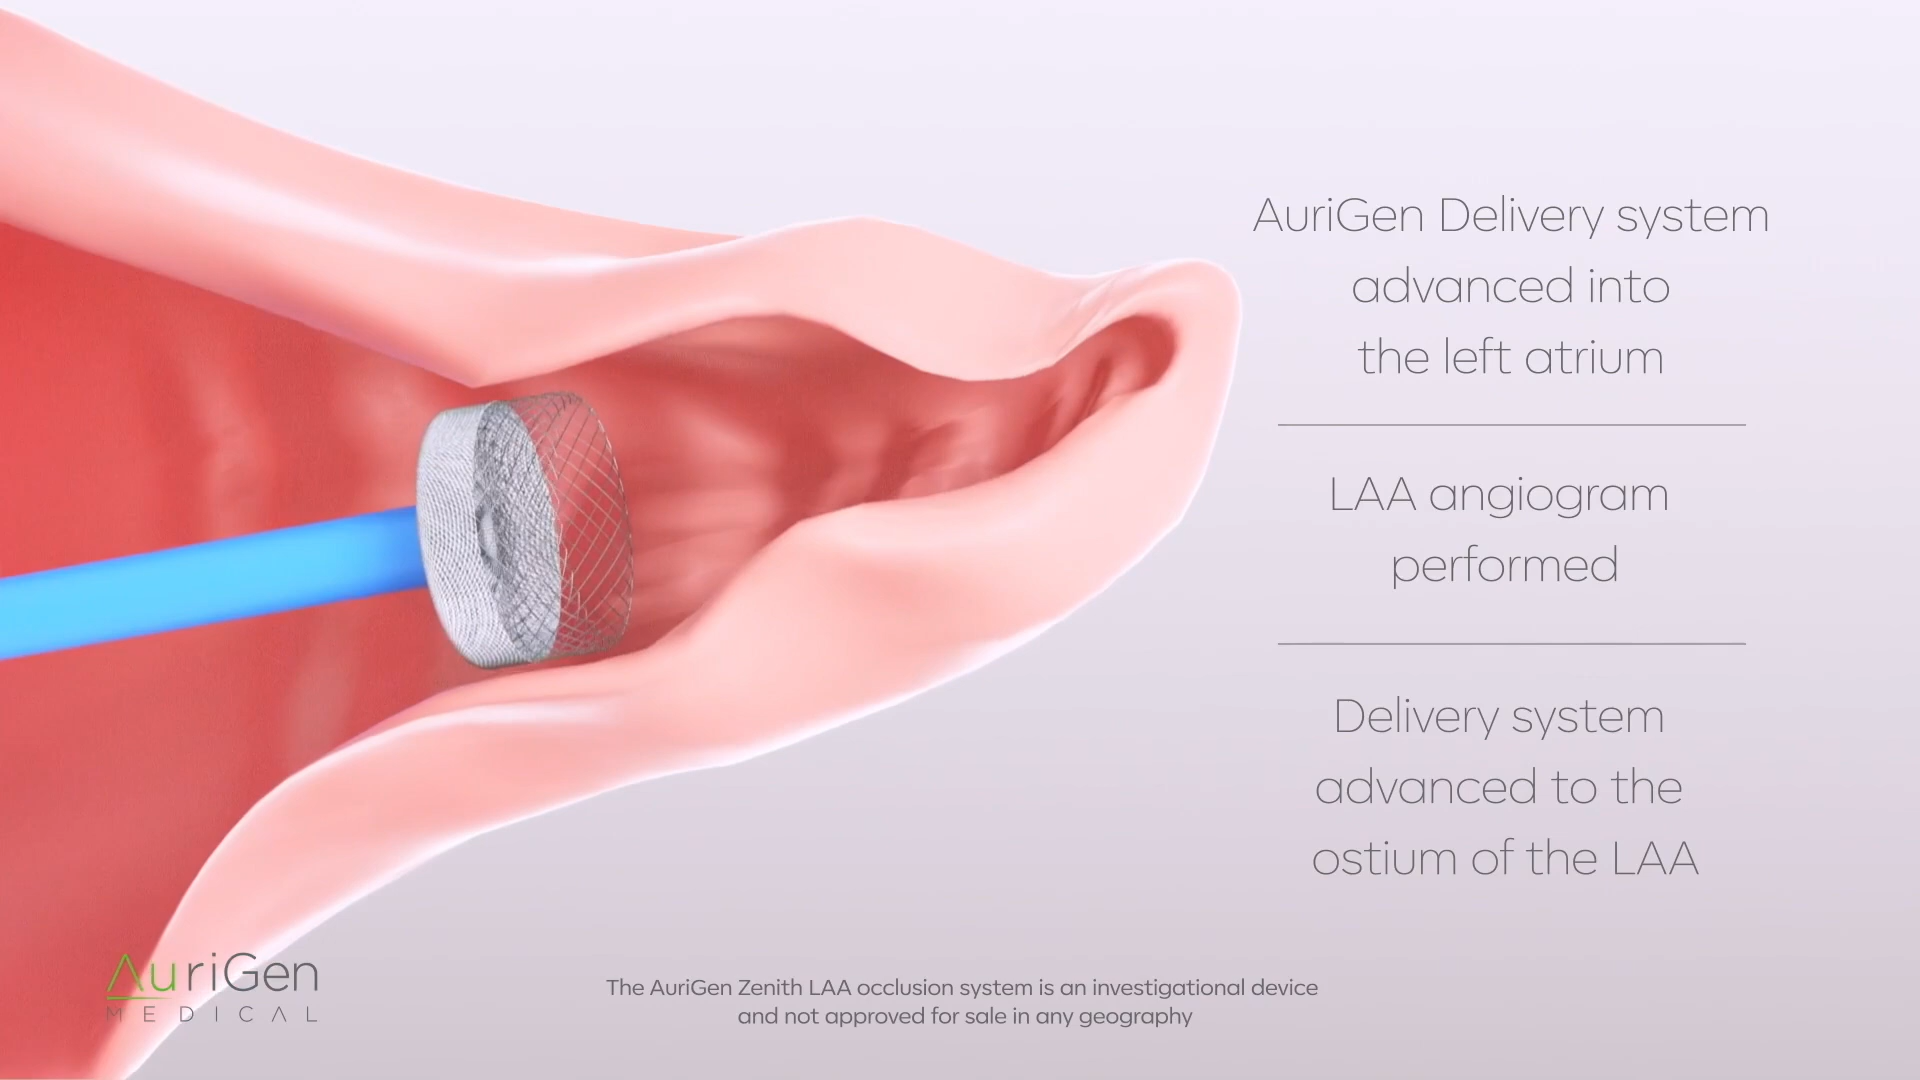 AuriGen Delivery system
advanced into
the left atrium
LAA angiogram
performed
Delivery system
advanced to the
ostium of the LAA
AuriGen
MEDICAL
The AuriGen Zenith LAA occlusion system is an investigational device
and not approved for sale in any geography